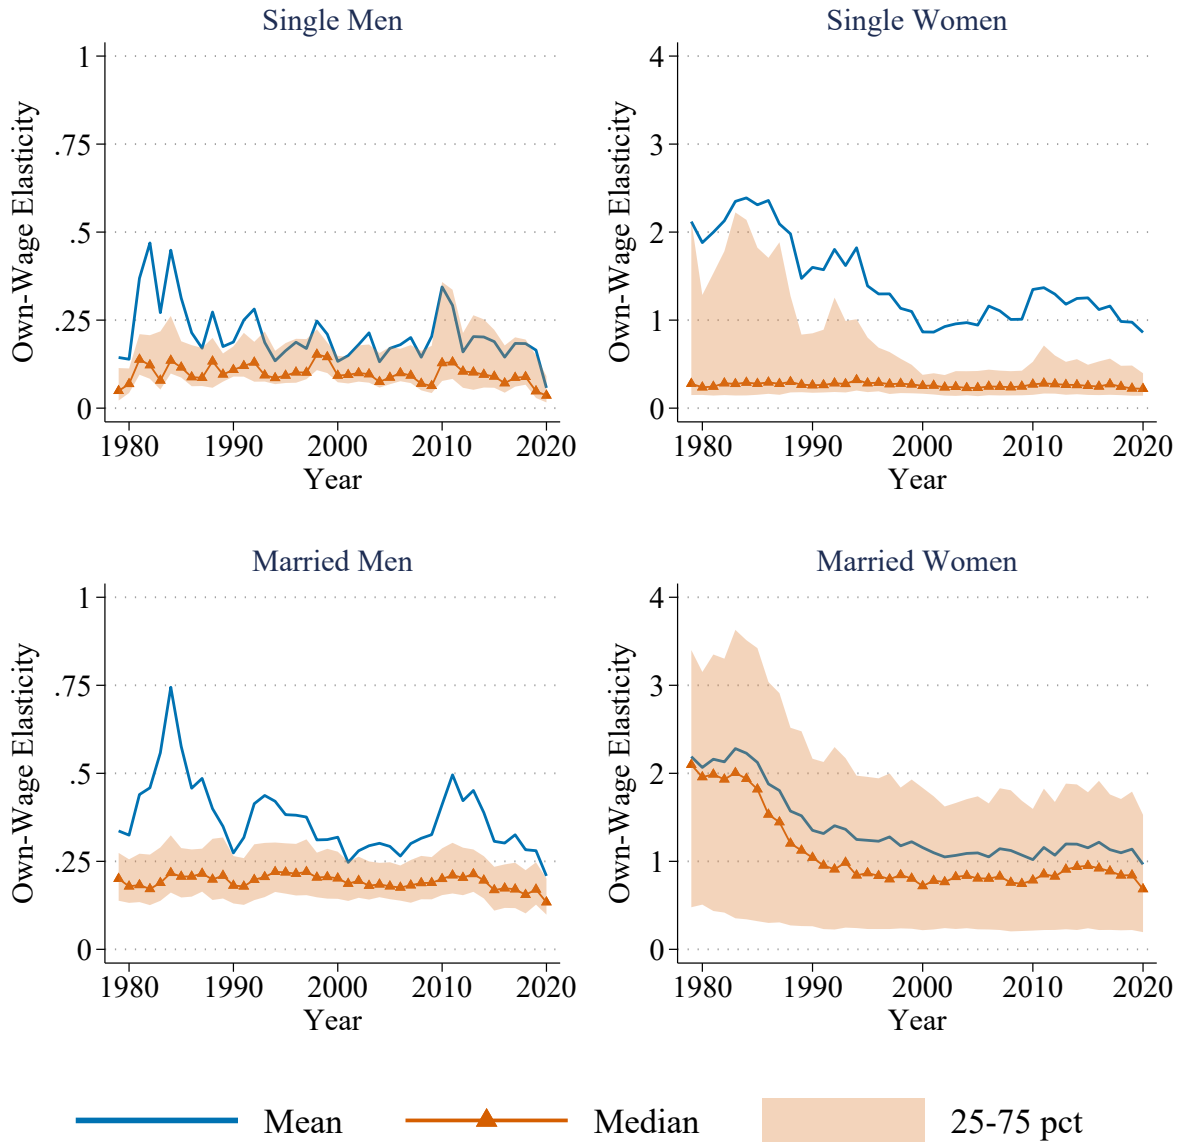 Single Men
Own-Wage Elasticity
1
.75
.5
.25
0
1980 1990 2000 2010 2020
Year
Single Women
Own-Wage Elasticity
4
3
2
1
0
1980 1990 2000 2010 2020
Year
Married Men
Own-Wage Elasticity
1
.75
.5
.25
0
1980 1990 2000 2010 2020
Year
Married Women
Own-Wage Elasticity
4
3
2
1
0
1980 1990 2000 2010 2020
Year
Mean Median 25-75 pct